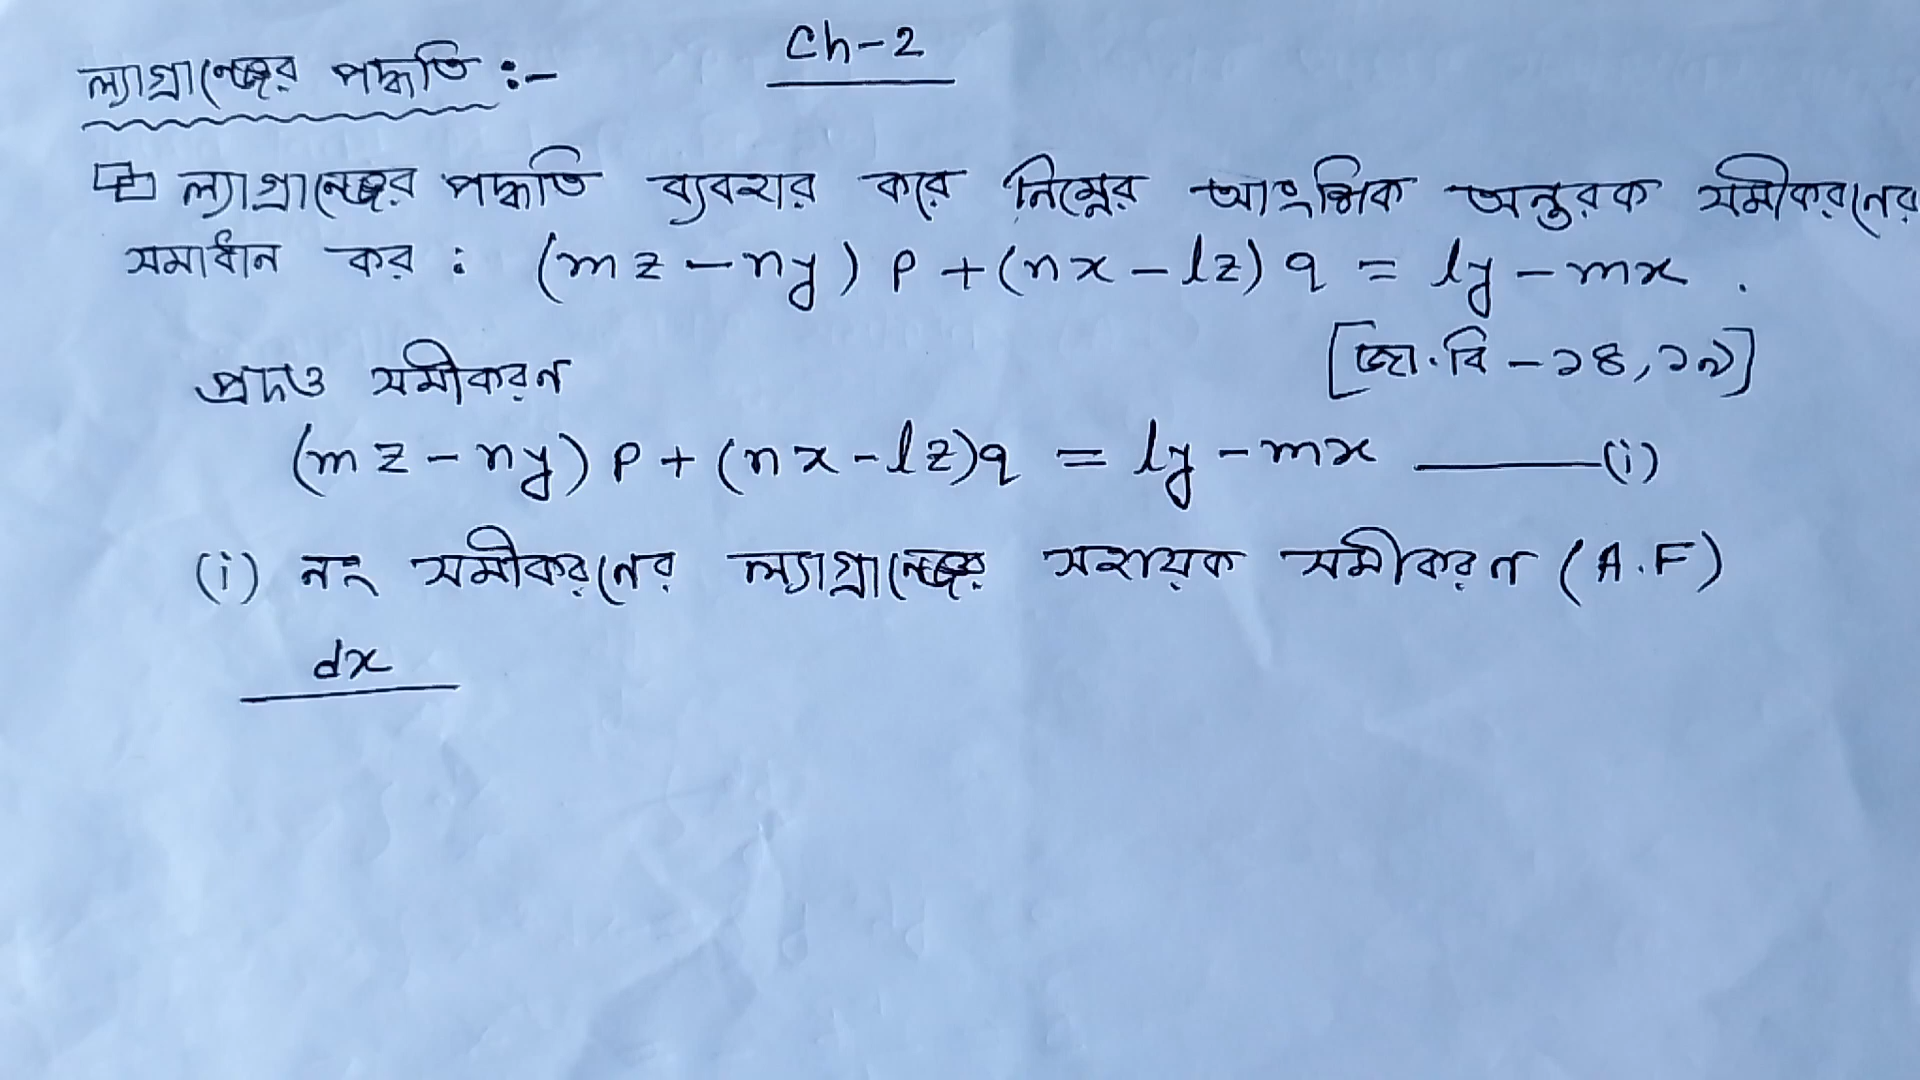 Ch-2
ল্যাগ্রান্জের পদ্ধতি :-
ল্যাগ্রান্জের পদ্ধতি ব্যবহার করে নিম্নের আংশিক অন্তরক সমীকরণের
সমাধান কর : (mz - ny) p + (nx - lz) q = ly - mx .
[জা.বি - ১৪, ১৯]
প্রদত্ত সমীকরণ
(mz - ny) p + (nx - lz) q = ly - mx ——— (i)
(i) নং সমীকরণের ল্যাগ্রান্জের সহায়ক সমীকরণ (A.F)
dx